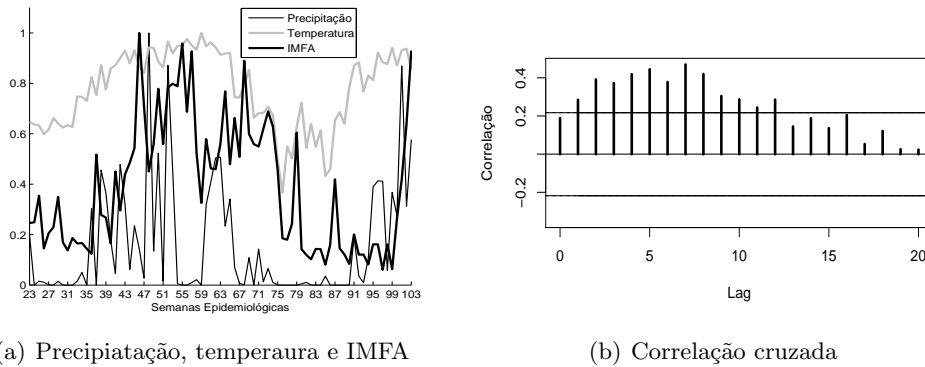 Precipitação
Temperatura
IMFA
1
0.8
0.6
0.4
0.2
0
23 27 31 35 39 43 47 51 55 59 63 67 71 75 79 83 87 91 95 99 103
Semanas Epidemiológicas
(a) Precipiatação, temperaura e IMFA
Correlação
0.4
0.2
−0.2
0 5 10 15 20
Lag
(b) Correlação cruzada